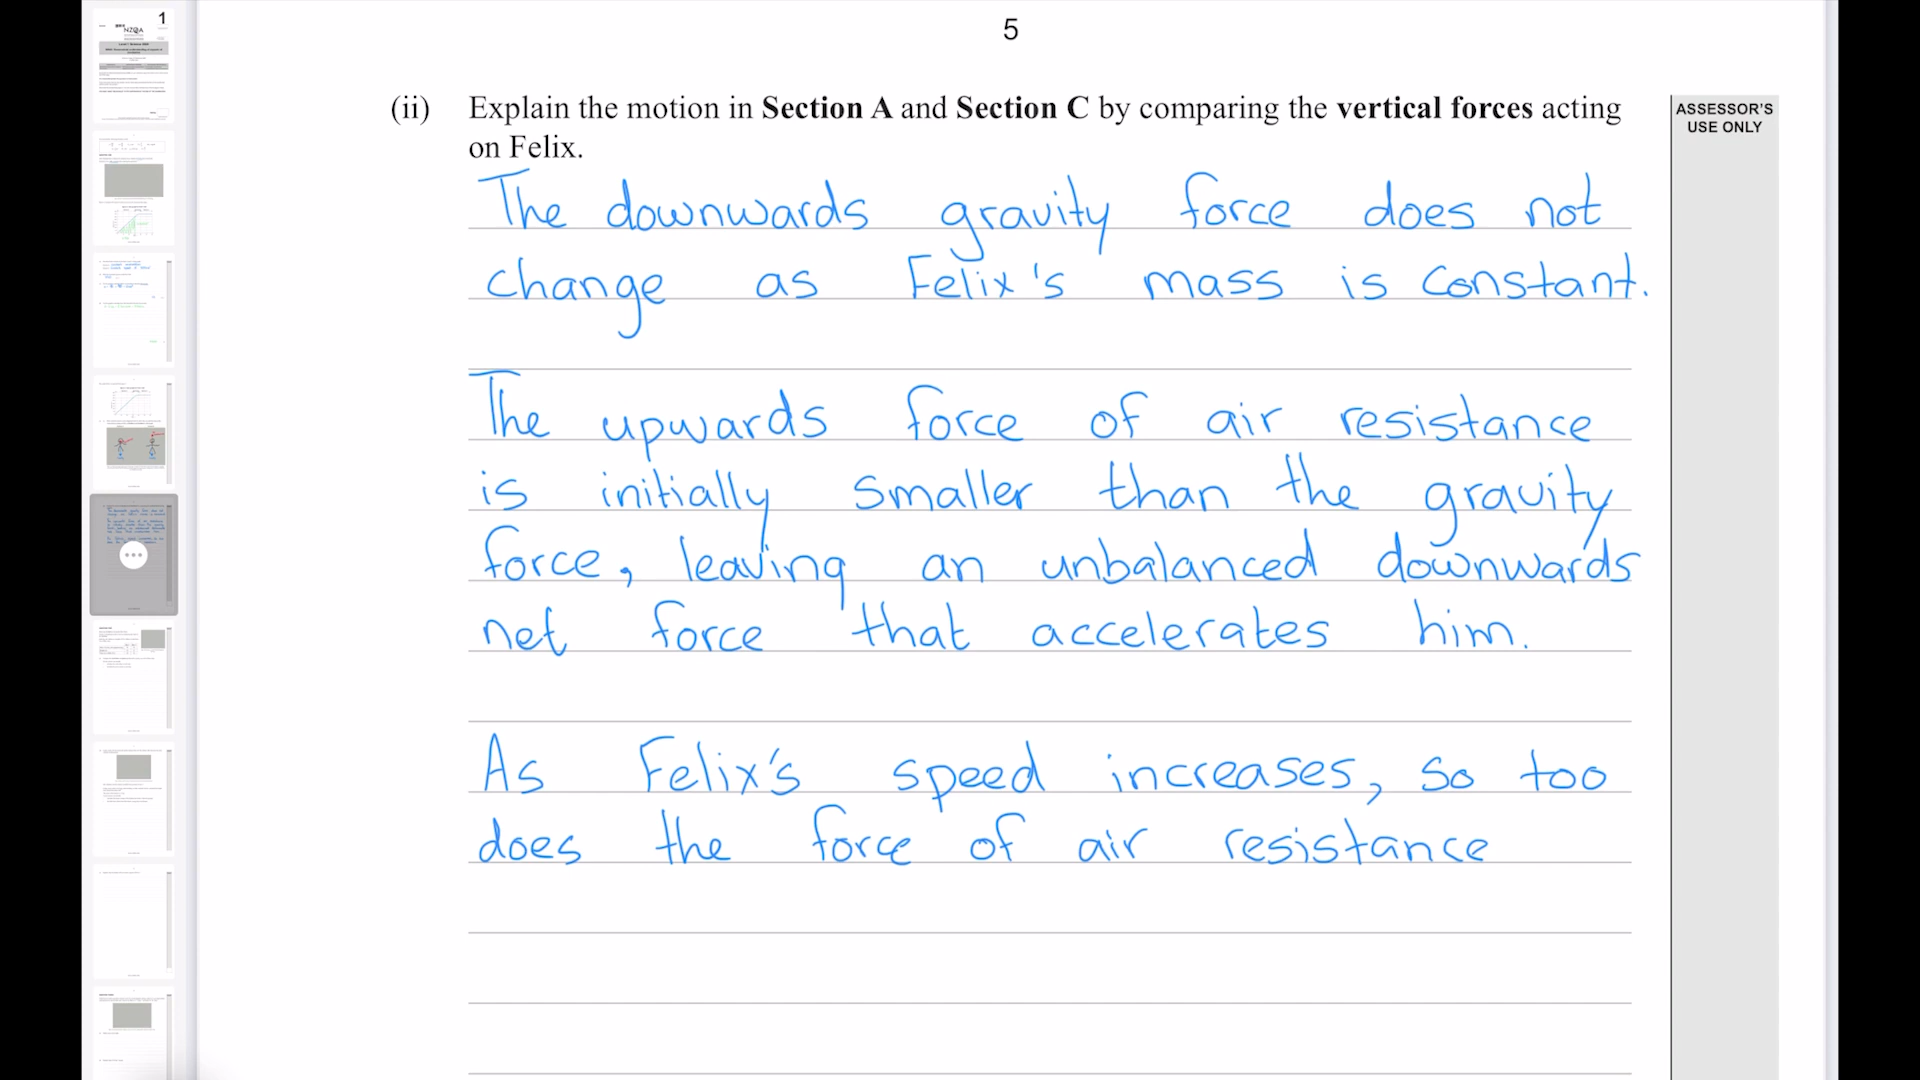 1
NZQA
5
(ii) Explain the motion in Section A and Section C by comparing the vertical forces acting
on Felix.
ASSESSOR'S
USE ONLY
The downwards gravity force does not
change as Felix's mass is constant.
The upwards force of air resistance
is initially smaller than the gravity
force, leaving an unbalanced downwards
net force that accelerates him.
As Felix's speed increases, so too
does the force of air resistance